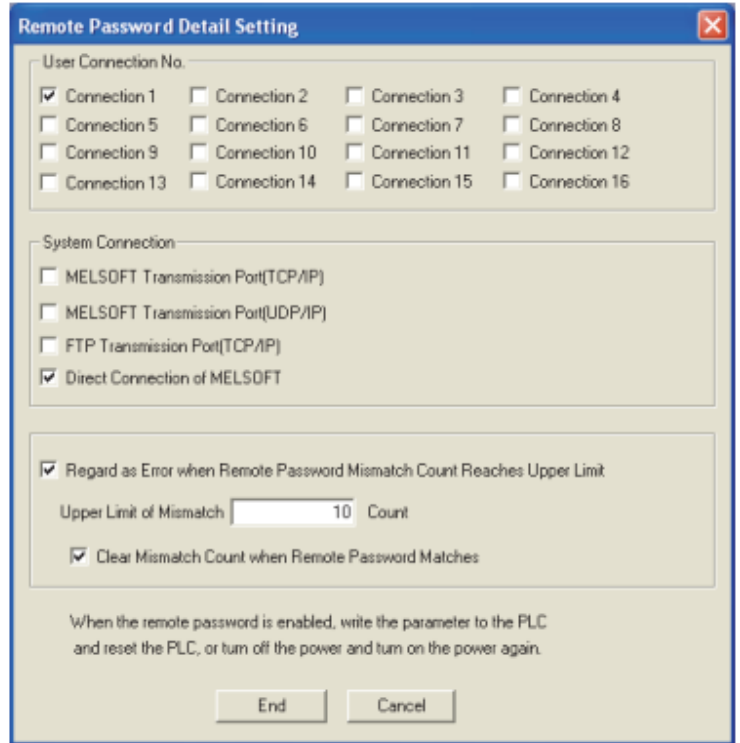 Remote Password Detail Setting
User Connection No.
Connection 1 Connection 2 Connection 3 Connection 4
Connection 5 Connection 6 Connection 7 Connection 8
Connection 9 Connection 10 Connection 11 Connection 12
Connection 13 Connection 14 Connection 15 Connection 16
System Connection
MELSOFT Transmission Port(TCP/IP)
MELSOFT Transmission Port(UDP/IP)
FTP Transmission Port(TCP/IP)
Direct Connection of MELSOFT
Regard as Error when Remote Password Mismatch Count Reaches Upper Limit
Upper Limit of Mismatch 10 Count
Clear Mismatch Count when Remote Password Matches
When the remote password is enabled, write the parameter to the PLC
and reset the PLC, or turn off the power and turn on the power again.
End Cancel